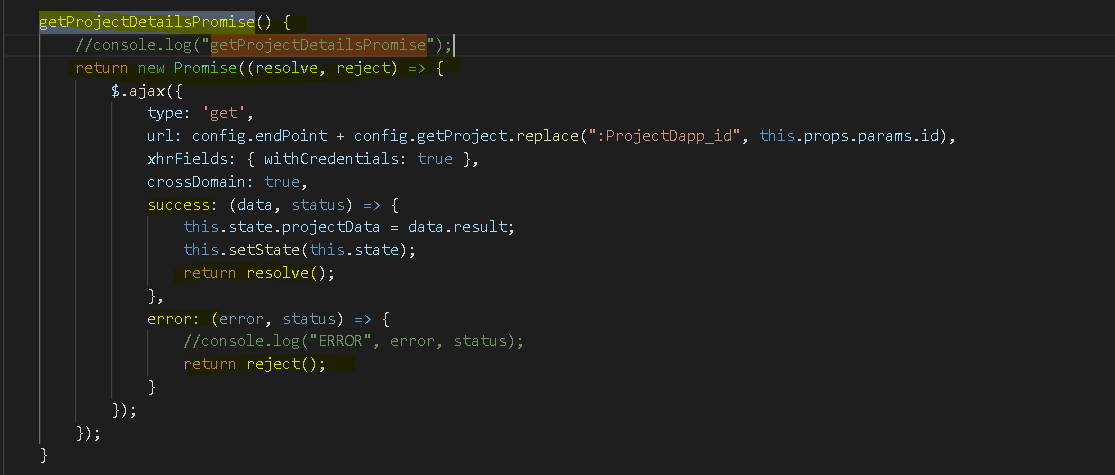 getProjectDetailsPromise() {
//console.log("getProjectDetailsPromise");
return new Promise((resolve, reject) => {
$.ajax({
type: 'get',
url: config.endPoint + config.getProject.replace(":ProjectDapp_id", this.props.params.id),
xhrFields: { withCredentials: true },
crossDomain: true,
success: (data, status) => {
this.state.projectData = data.result;
this.setState(this.state);
return resolve();
},
error: (error, status) => {
//console.log("ERROR", error, status);
return reject();
}
});
});
}